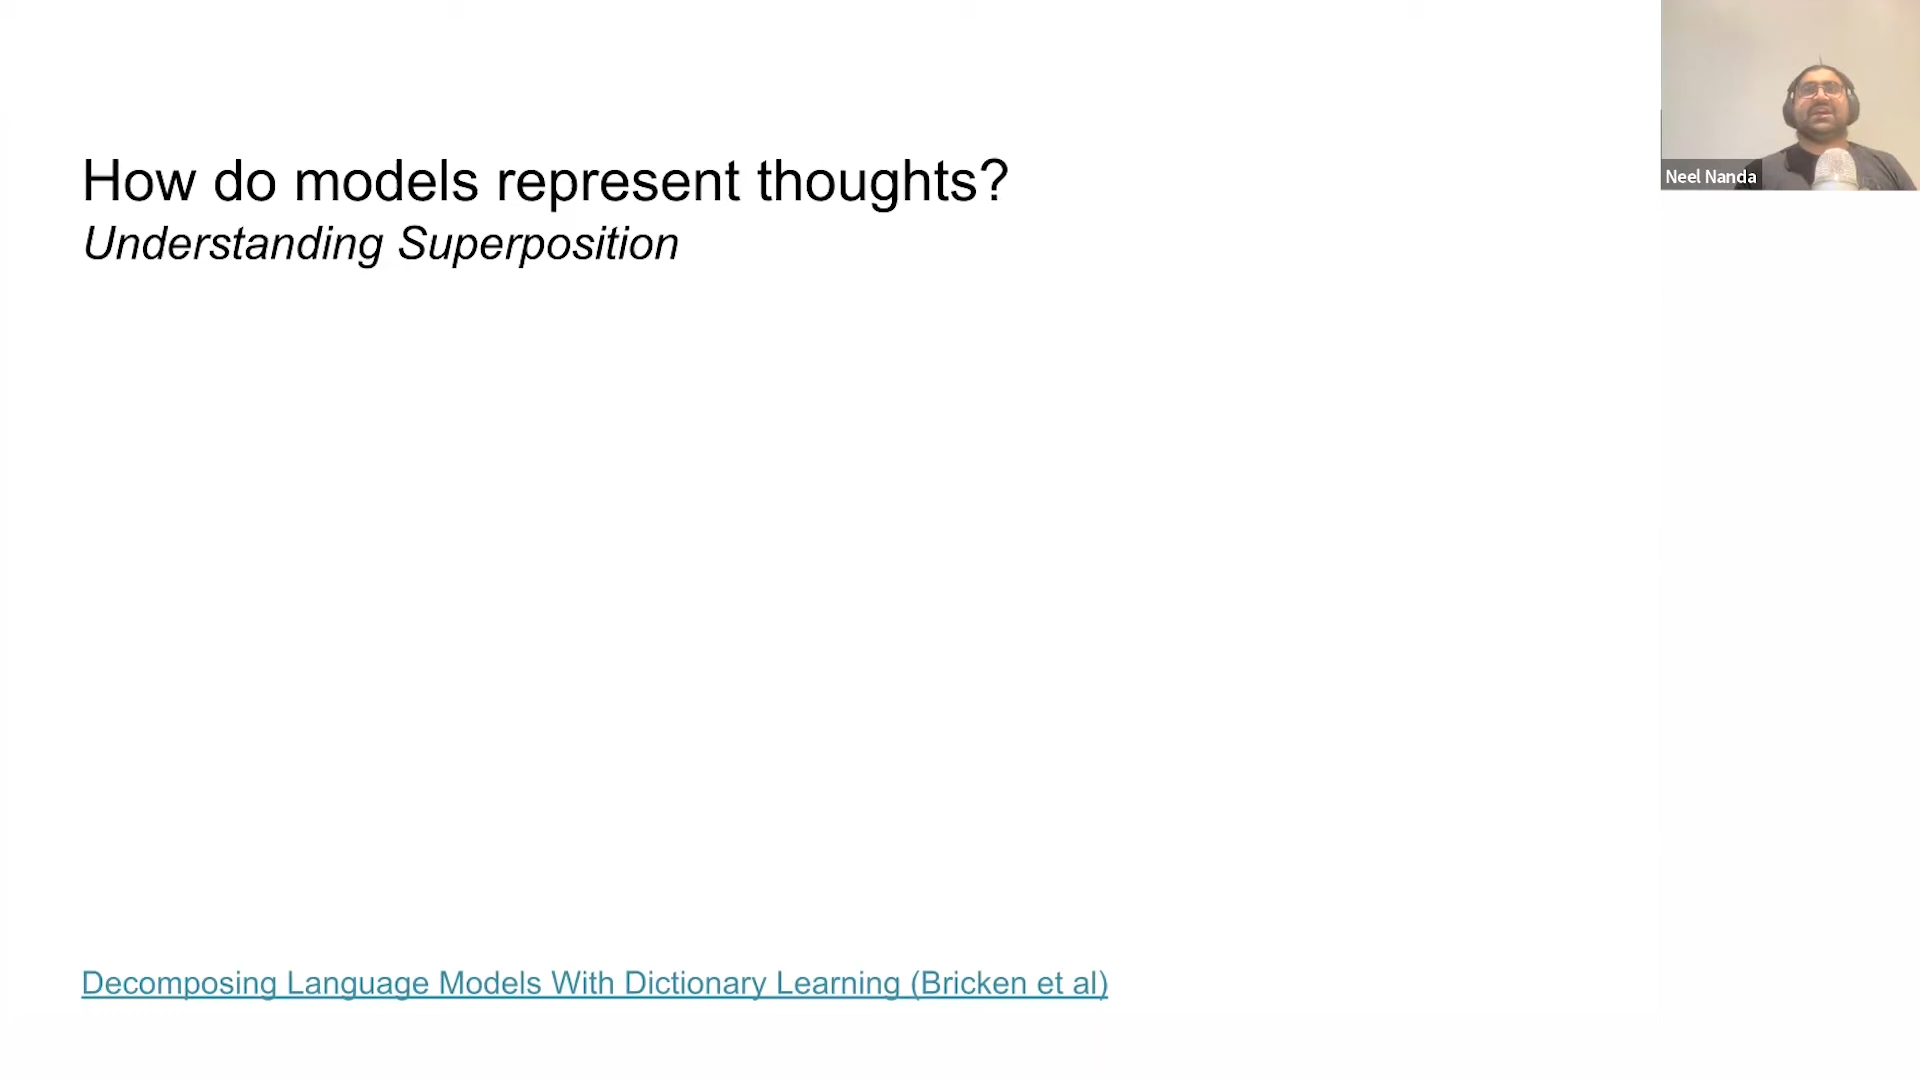 How do models represent thoughts?
Understanding Superposition
Neel Nanda
Decomposing Language Models With Dictionary Learning (Bricken et al)